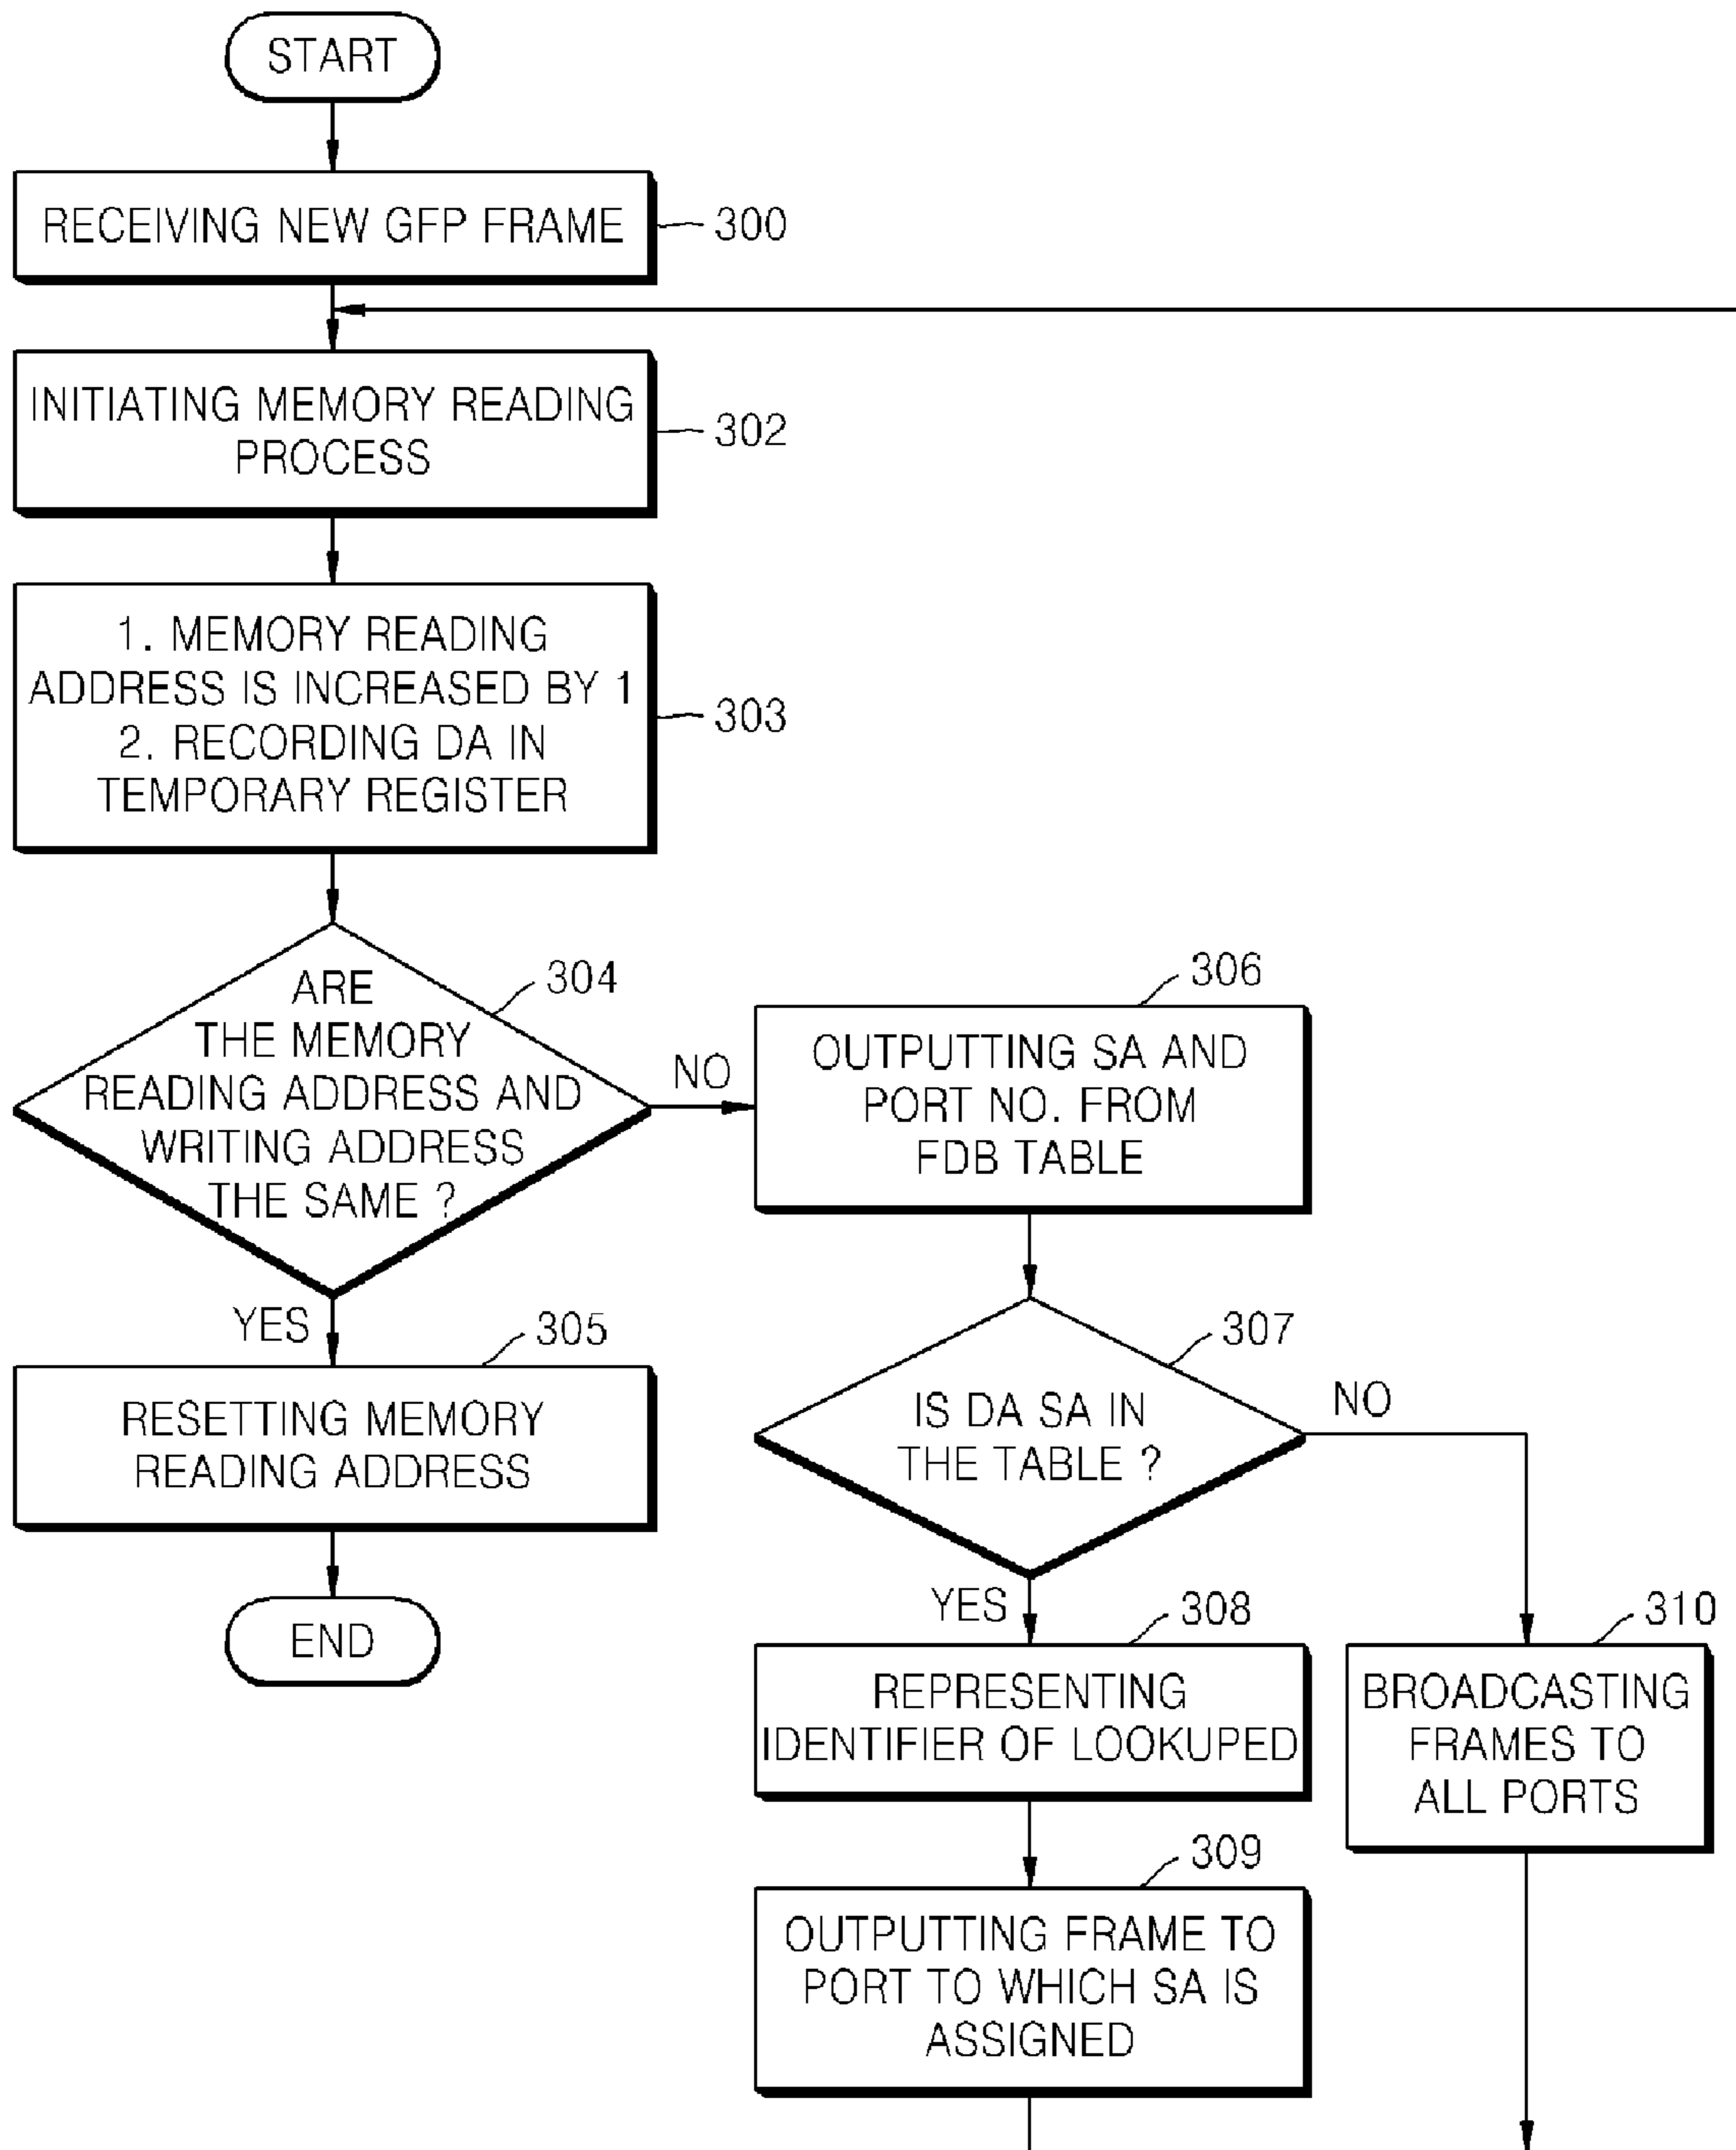 START
RECEIVING NEW GFP FRAME
300
INITIATING MEMORY READING
PROCESS
302
1. MEMORY READING
ADDRESS IS INCREASED BY 1
2. RECORDING DA IN
TEMPORARY REGISTER
303
ARE
THE MEMORY
READING ADDRESS AND
WRITING ADDRESS
THE SAME ?
304
NO
YES
305
RESETTING MEMORY
READING ADDRESS
END
306
OUTPUTTING SA AND
PORT NO. FROM
FDB TABLE
307
IS DA SA IN
THE TABLE ?
NO
YES
308
REPRESENTING
IDENTIFIER OF LOOKUPED
309
OUTPUTTING FRAME TO
PORT TO WHICH SA IS
ASSIGNED
310
BROADCASTING
FRAMES TO
ALL PORTS